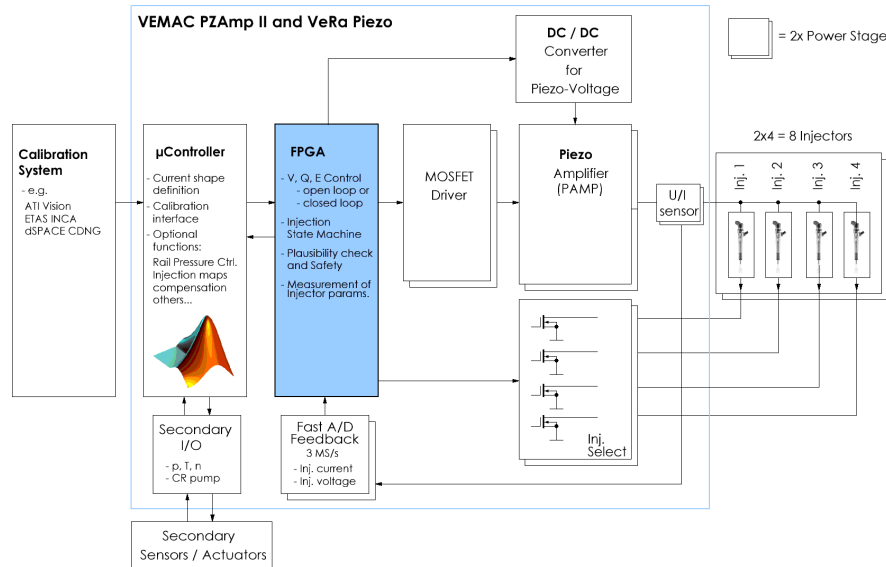 VEMAC PZAmp II and VeRa Piezo
DC / DC
Converter
for
Piezo-Voltage
= 2x Power Stage
Calibration
System
- e.g.
ATI Vision
ETAS INCA
dSPACE CDNG
µController
- Current shape
definition
- Calibration
interface
- Optional
functions:
Rail Pressure Ctrl.
Injection maps
compensation
others...
FPGA
- V, Q, E Control
- open loop or
- closed loop
- Injection
State Machine
- Plausibility check
and Safety
- Measurement of
Injector params.
MOSFET
Driver
Piezo
Amplifier
(PAMP)
U/I
sensor
2x4 = 8 Injectors
Inj. 1
Inj. 2
Inj. 3
Inj. 4
Inj.
Select
Secondary
I/O
- p, T, n
- CR pump
Fast A/D
Feedback
3 MS/s
- Inj. current
- Inj. voltage
Secondary
Sensors / Actuators